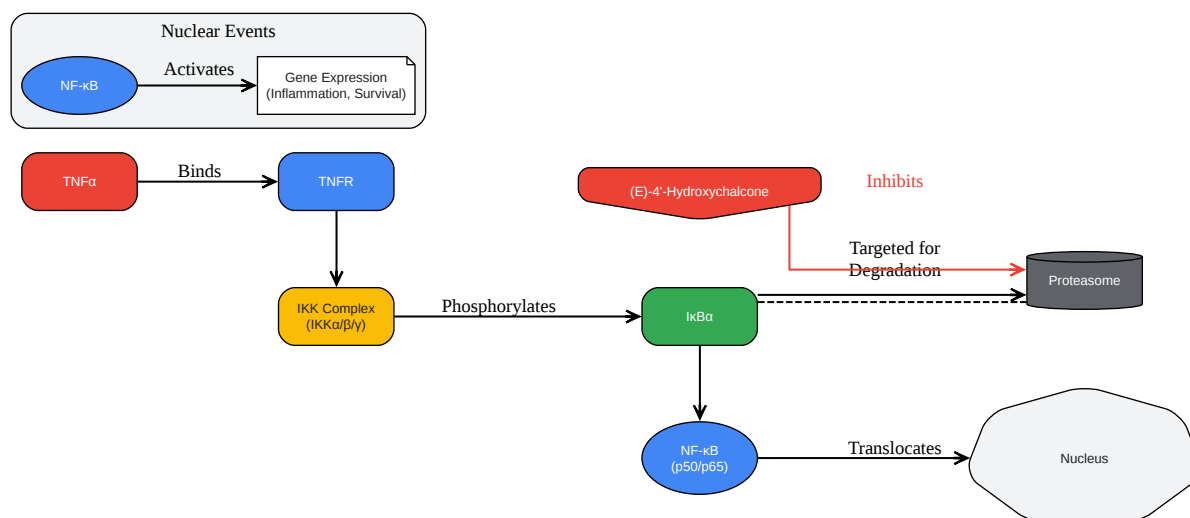 Nuclear Events
NF-κB
Activates
Gene Expression
(Inflammation, Survival)
TNFα
Binds
TNFR
(E)-4'-Hydroxychalcone
Inhibits
Targeted for
Degradation
Proteasome
IKK Complex
(IKKα/β/γ)
Phosphorylates
IκBα
NF-κB
(p50/p65)
Translocates
Nucleus